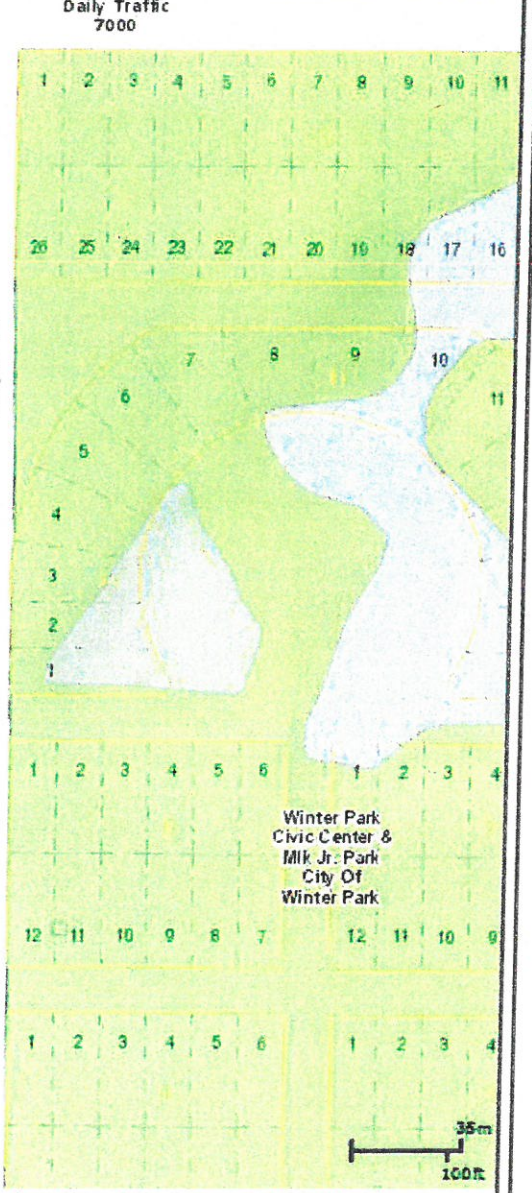 Daily Traffic
7000
1 2 3 4 5 6 7 8 9 10 11
26 25 24 23 22 21 20 19 18 17 16
7 8 9 10
6 11
5
4
3
2
1
1 2 3 4 5 6 1 2 3 4
Winter Park
Civic Center &
Mlk Jr. Park
City Of
Winter Park
12 11 10 9 8 7 12 11 10 9
1 2 3 4 5 6 1 2 3 4
35m
100ft